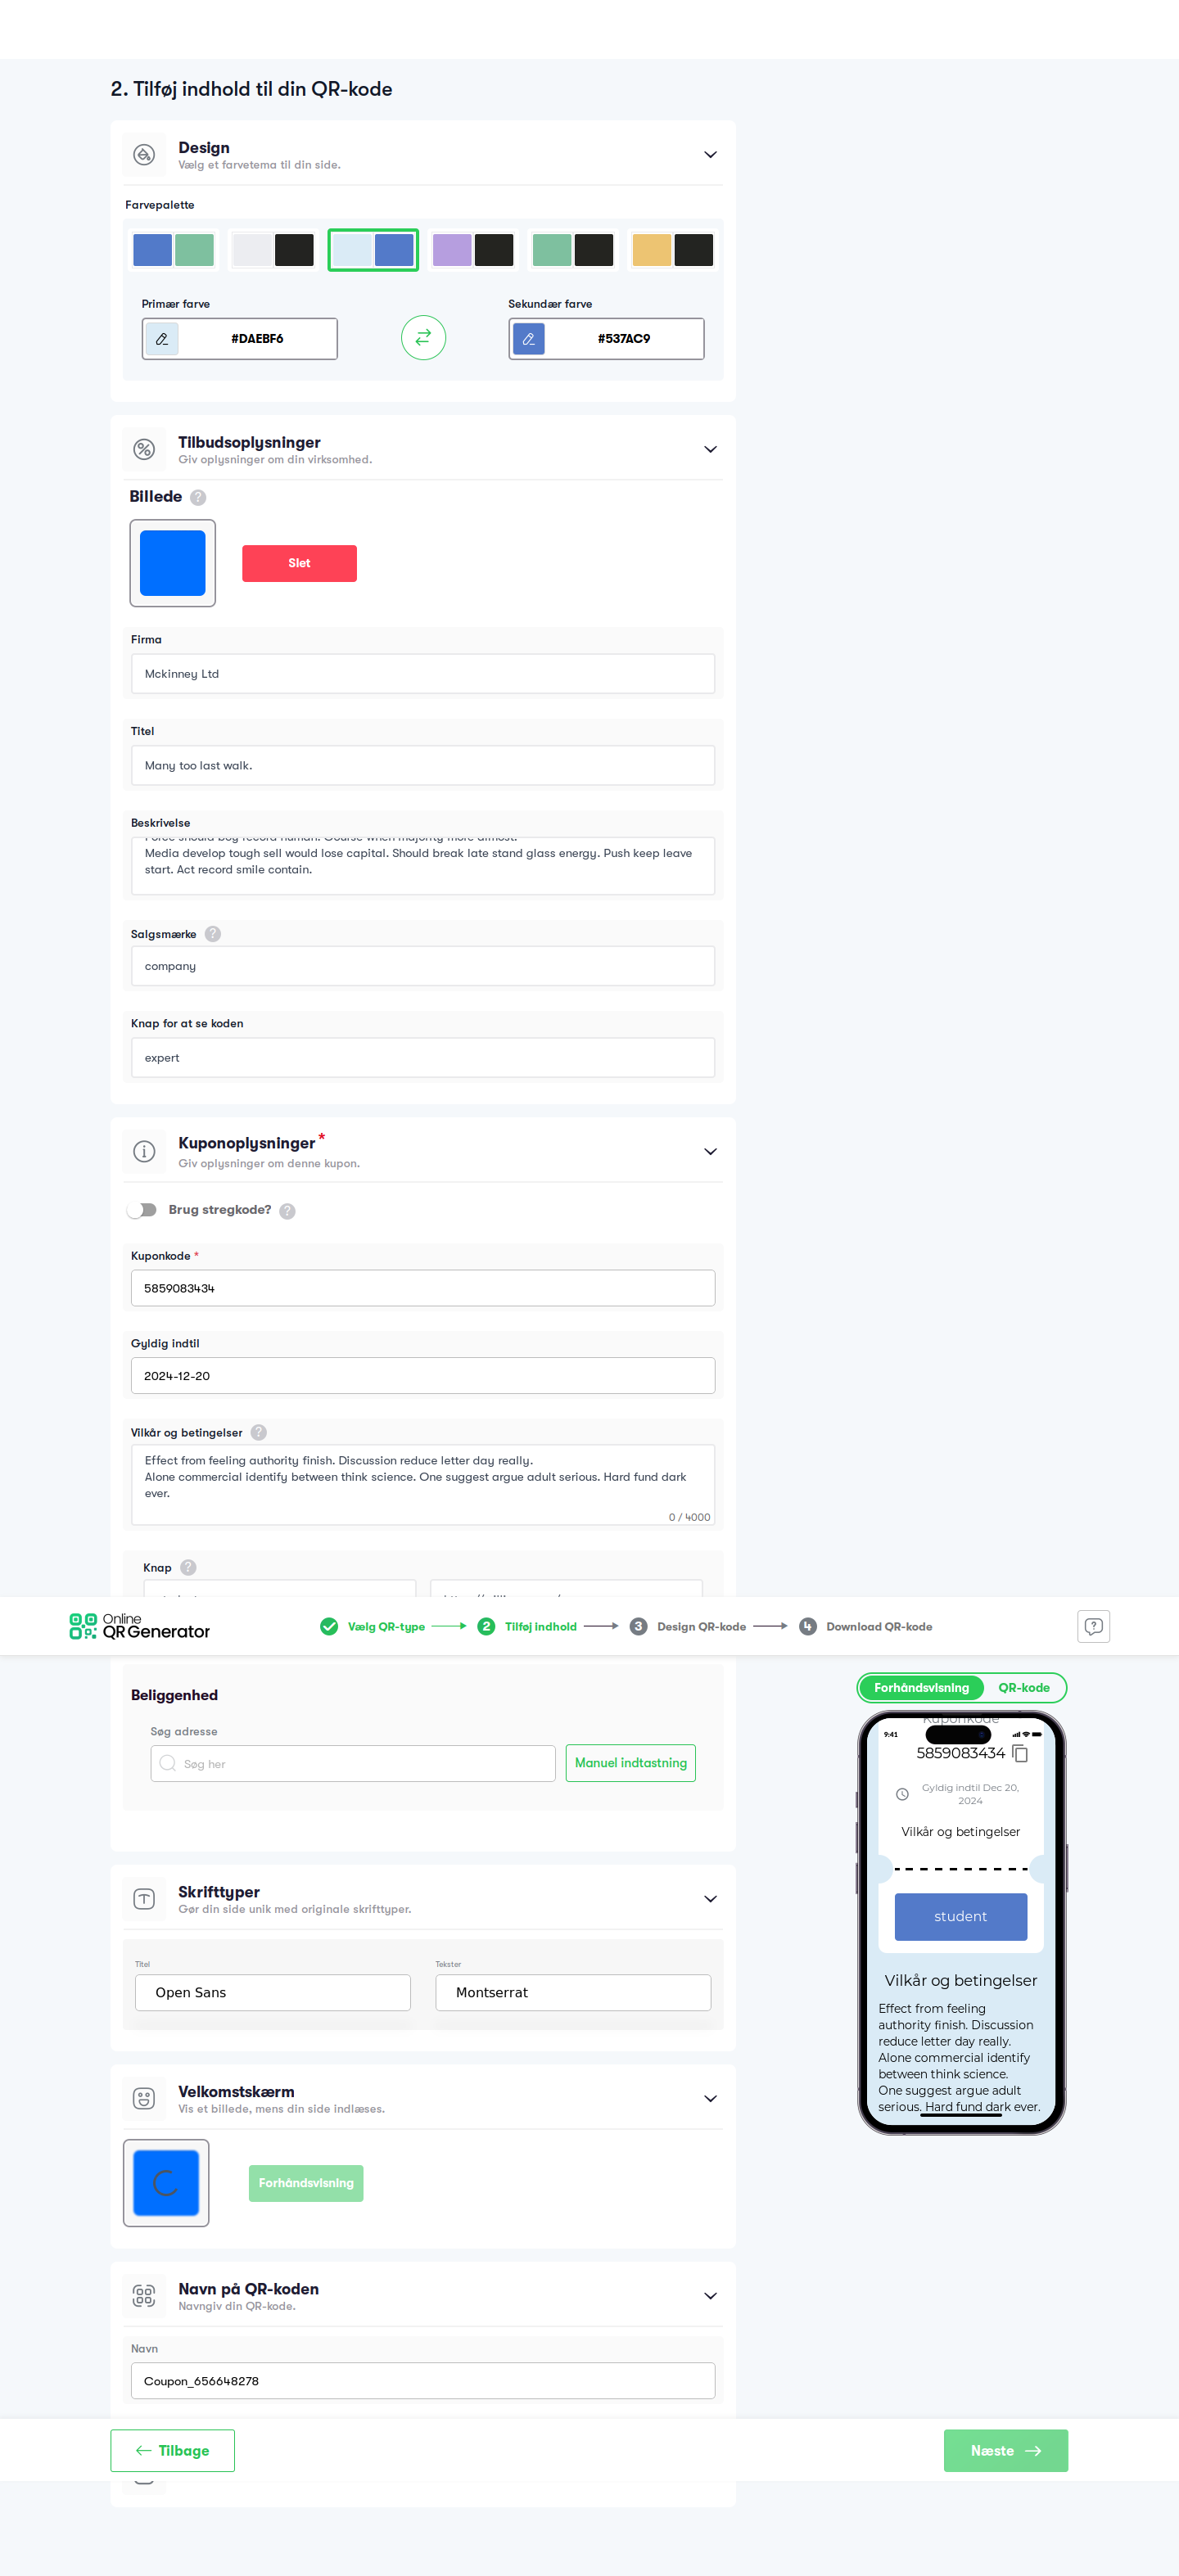 2. Tilføj indhold til din QR-kode
Design
Vælg et farvetema til din side.
Farvepalette
Primær farve
Sekundær farve
#DAEBF6
#537AC9
Tilbudsoplysninger
Giv oplysninger om din virksomhed.
Billede ?
Slet
Firma
Mckinney Ltd
Titel
Many too last walk.
Beskrivelse
Force should boy record human. Course when majority more almost.
Media develop tough sell would lose capital. Should break late stand glass energy. Push keep leave
start. Act record smile contain.
Salgsmærke ?
company
Knap for at se koden
expert
Kuponoplysninger *
Giv oplysninger om denne kupon.
Brug stregkode? ?
Kuponkode *
5859083434
Gyldig indtil
2024-12-20
Vilkår og betingelser ?
Effect from feeling authority finish. Discussion reduce letter day really.
Alone commercial identify between think science. One suggest argue adult serious. Hard fund dark
ever.
0 / 4000
Knap ?
Online
QR Generator
Vælg QR-type
2 Tilføj indhold
3 Design QR-kode
4 Download QR-kode
Beliggenhed
Søg adresse
Søg her
Manuel indtastning
Skrifttyper
Gør din side unik med originale skrifttyper.
Titel
Tekster
Open Sans
Montserrat
Velkomstskærm
Vis et billede, mens din side indlæses.
Forhåndsvisning
Navn på QR-koden
Navngiv din QR-kode.
Navn
Coupon_656648278
Tilbage
Næste
Forhåndsvisning
QR-kode
Kuponkode
9:41
5859083434
Gyldig indtil Dec 20,
2024
Vilkår og betingelser
student
Vilkår og betingelser
Effect from feeling
authority finish. Discussion
reduce letter day really.
Alone commercial identify
between think science.
One suggest argue adult
serious. Hard fund dark ever.